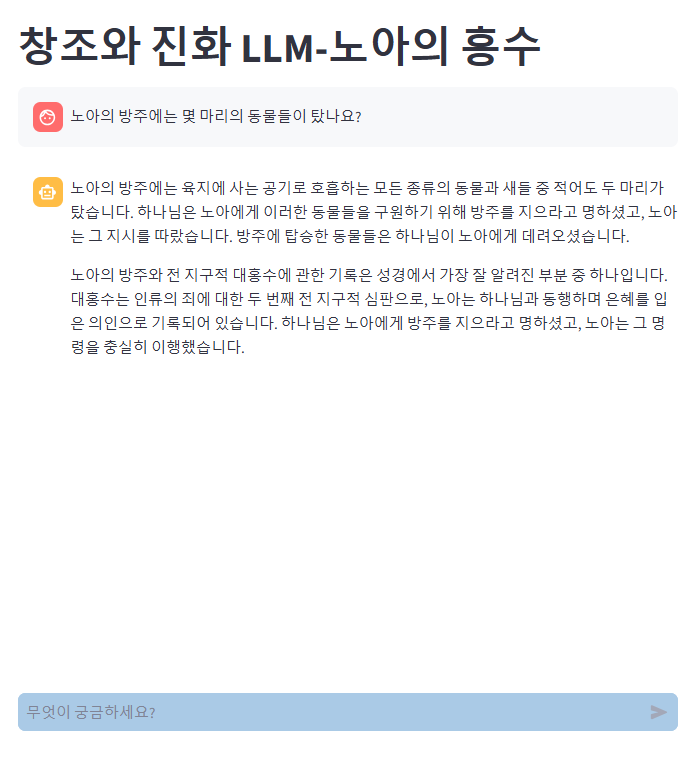 창조와 진화 LLM-노아의 홍수
노아의 방주에는 몇 마리의 동물들이 탔나요?
노아의 방주에는 육지에 사는 공기로 호흡하는 모든 종류의 동물과 새들 중 적어도 두 마리가
탔습니다. 하나님은 노아에게 이러한 동물들을 구원하기 위해 방주를 지으라고 명하셨고, 노아
는 그 지시를 따랐습니다. 방주에 탑승한 동물들은 하나님이 노아에게 데려오셨습니다.
노아의 방주와 전 지구적 대홍수에 관한 기록은 성경에서 가장 잘 알려진 부분 중 하나입니다.
대홍수는 인류의 죄에 대한 두 번째 전 지구적 심판으로, 노아는 하나님과 동행하며 은혜를 입
은 의인으로 기록되어 있습니다. 하나님은 노아에게 방주를 지으라고 명하셨고, 노아는 그 명
령을 충실히 이행했습니다.
무엇이 궁금하세요?